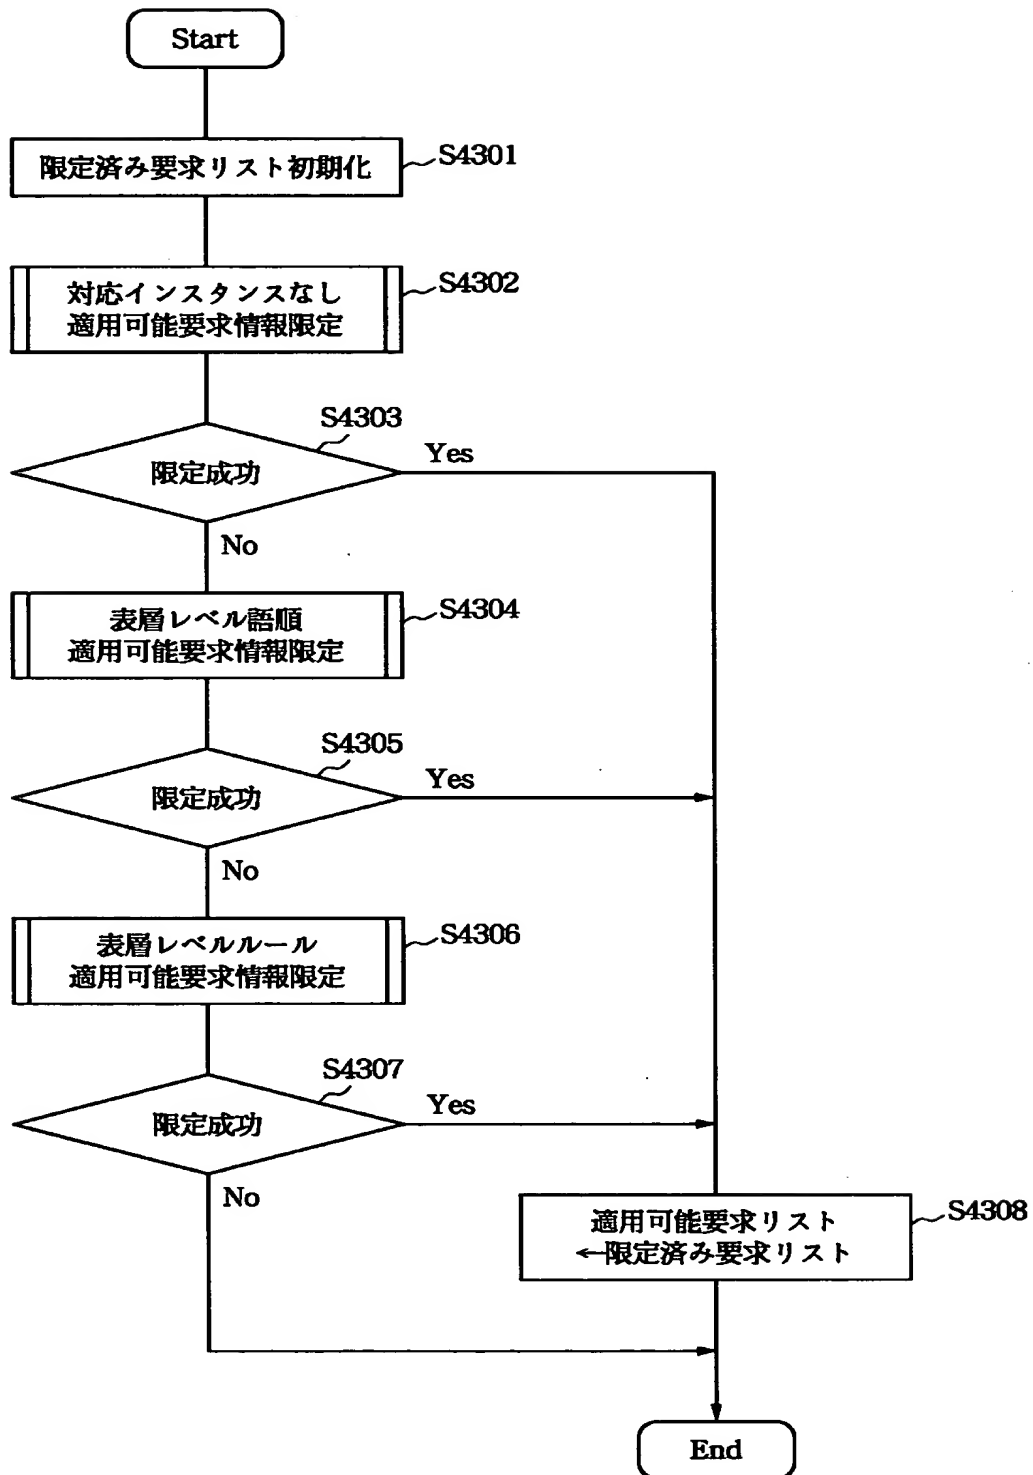 Start
限定済み要求リスト初期化
S4301
対応インスタンスなし
適用可能要求情報限定
S4302
S4303
限定成功
Yes
No
表層レベル語順
適用可能要求情報限定
S4304
S4305
限定成功
Yes
No
表層レベルルール
適用可能要求情報限定
S4306
S4307
限定成功
Yes
No
適用可能要求リスト
←限定済み要求リスト
S4308
End